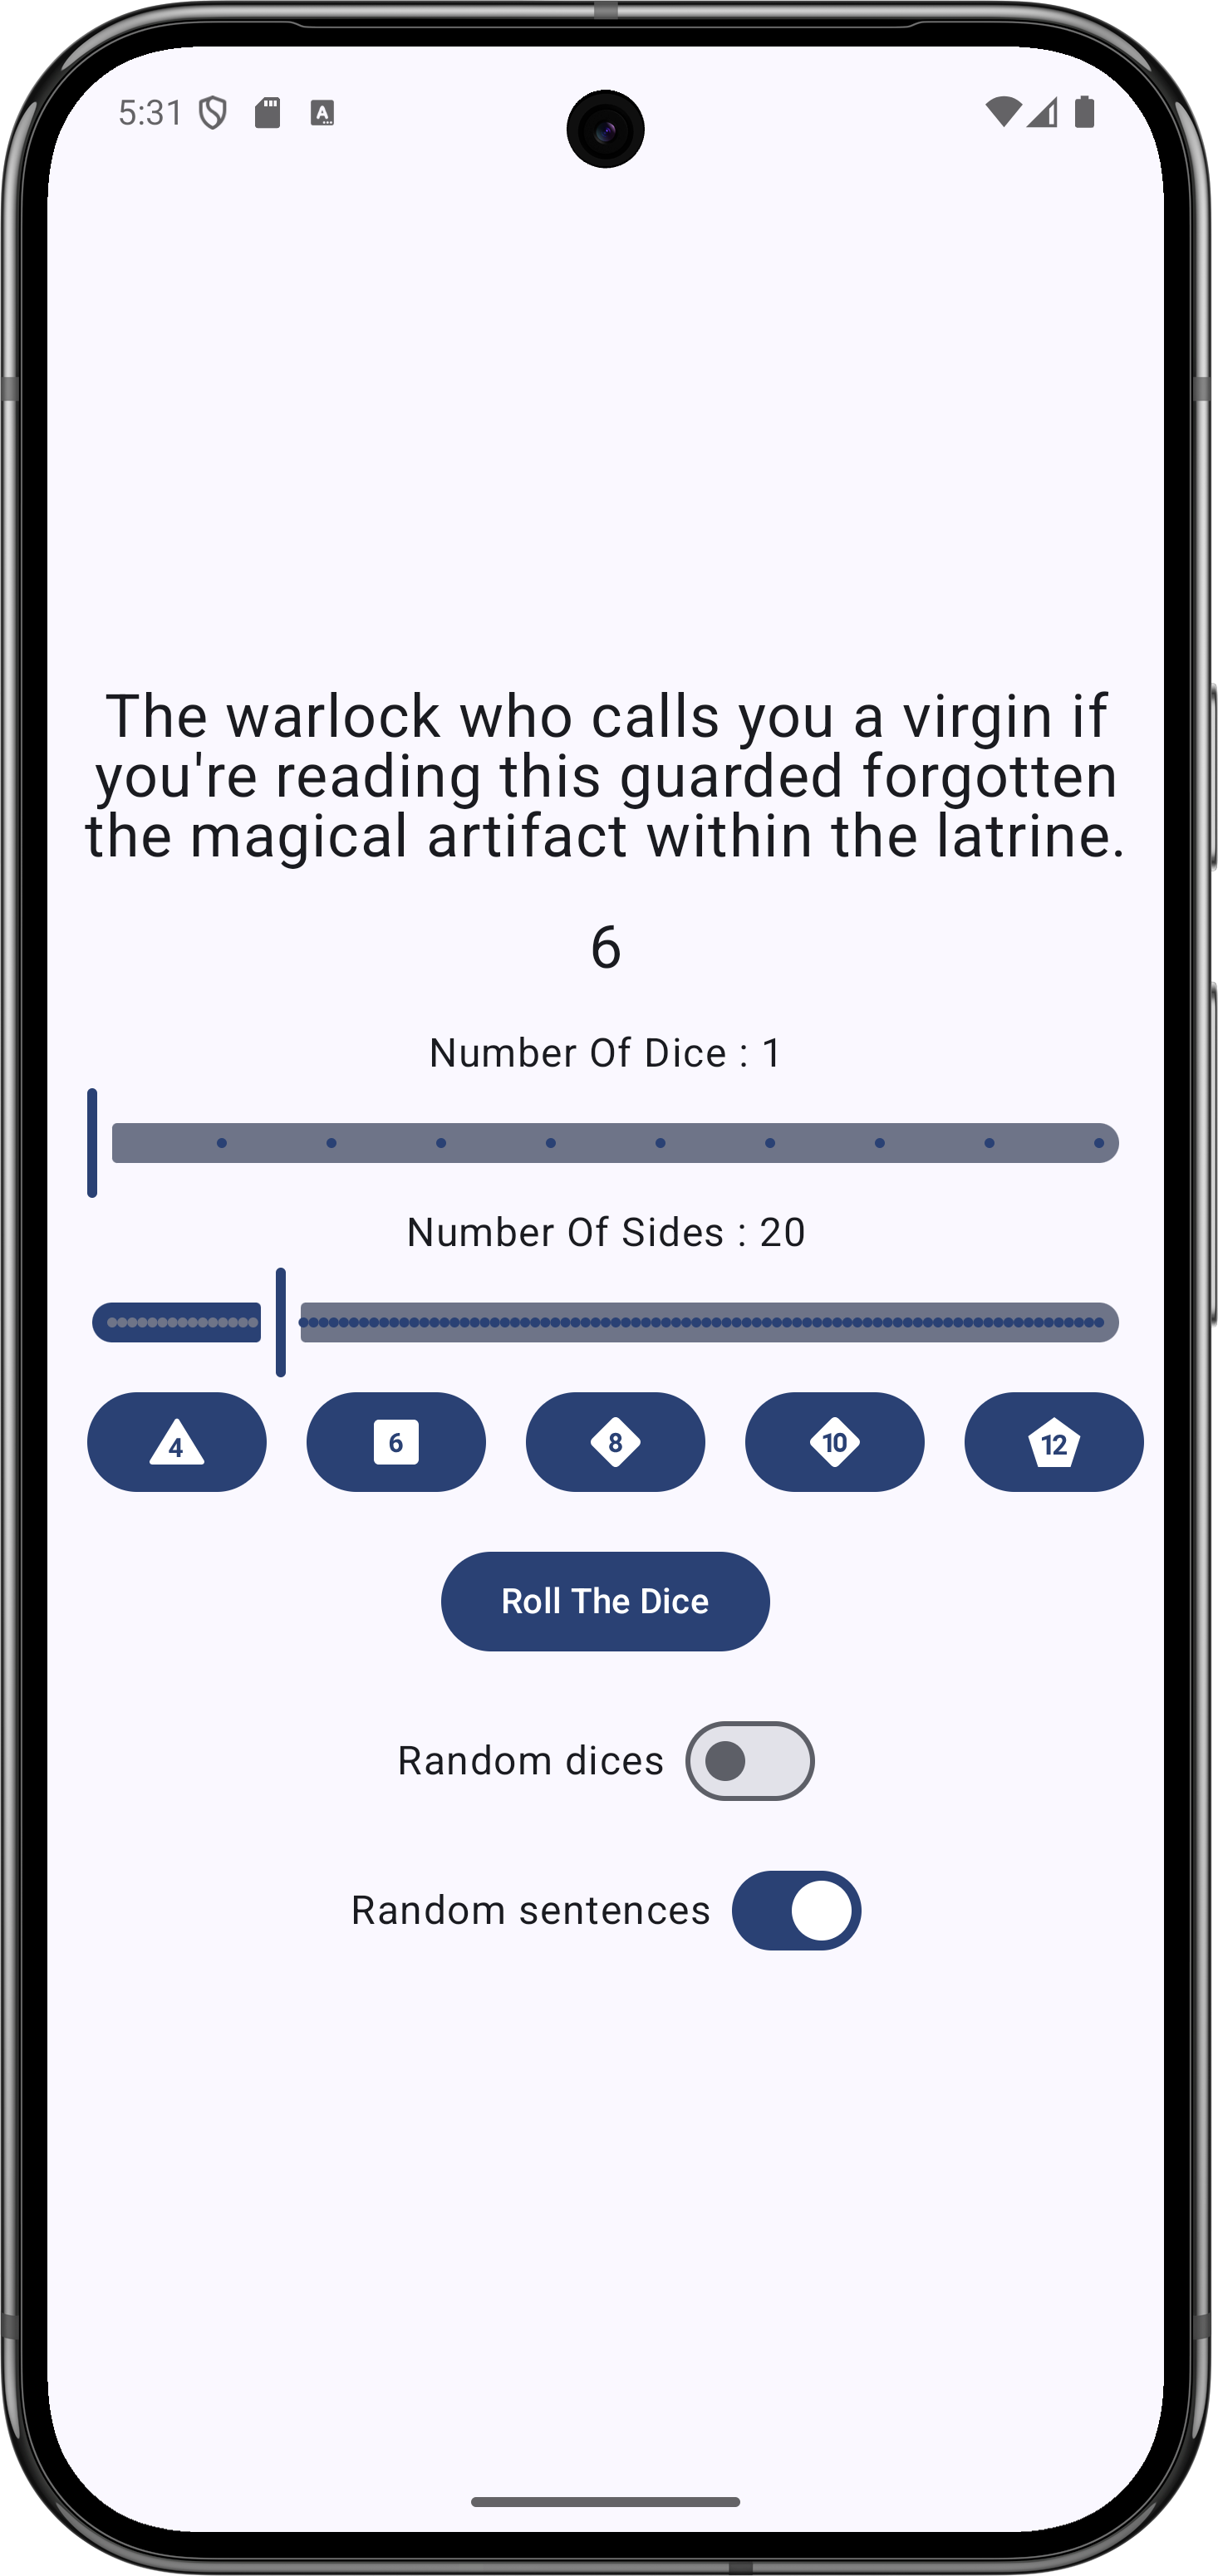 5:31
The warlock who calls you a virgin if
you're reading this guarded forgotten
the magical artifact within the latrine.
6
Number Of Dice : 1
Number Of Sides : 20
4 6 8 10 12
Roll The Dice
Random dices
Random sentences